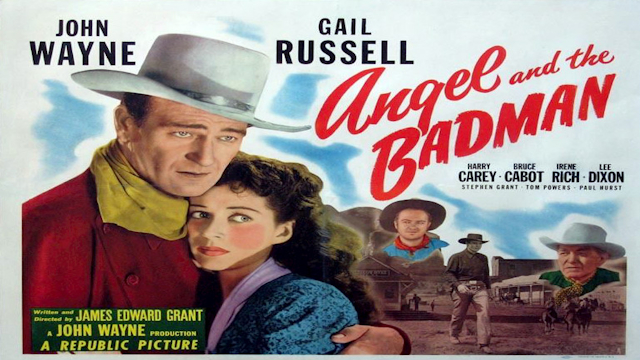 JOHN WAYNE
GAIL RUSSELL
Angel and the
BADMAN
HARRY CAREY · BRUCE CABOT · IRENE RICH · LEE DIXON
STEPHEN GRANT · TOM POWERS · PAUL HURST
Written and Directed by JAMES EDWARD GRANT
A JOHN WAYNE PRODUCTION
A REPUBLIC PICTURE